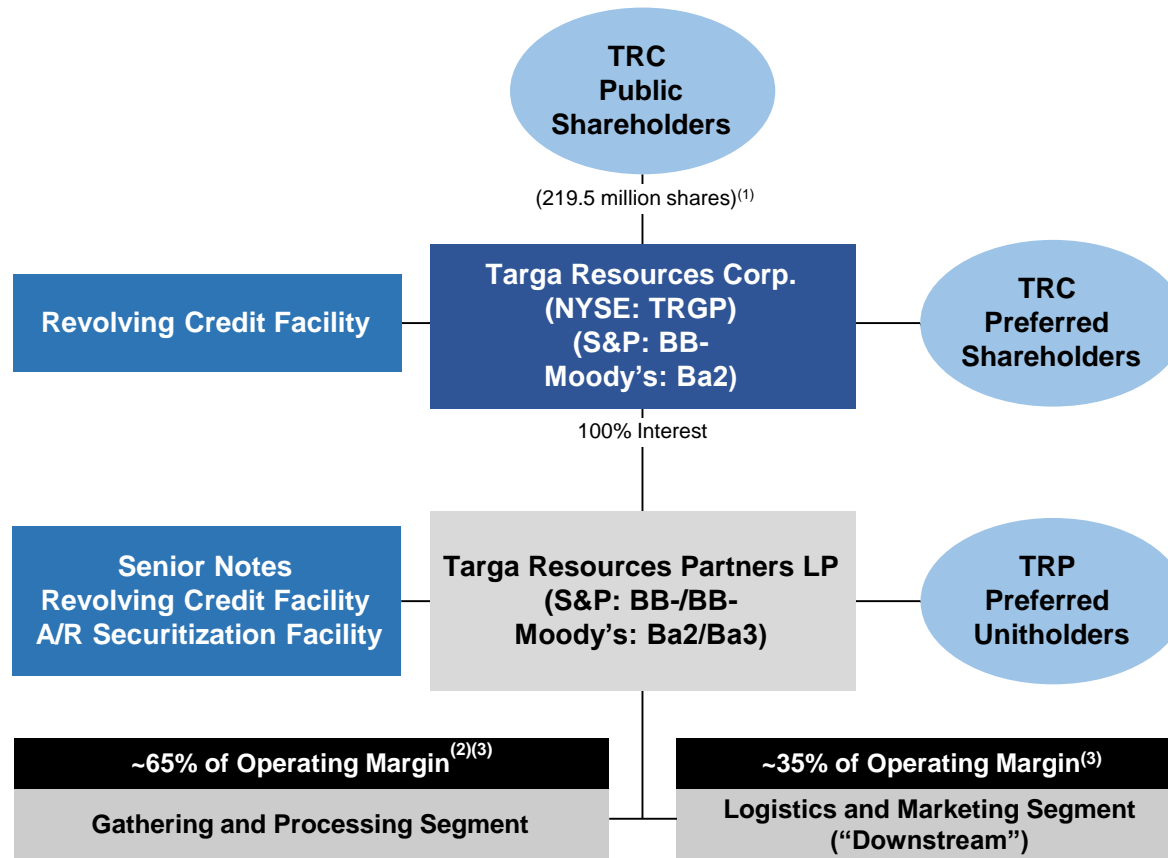 TRC
Public
Shareholders
(219.5 million shares)(1)
Revolving Credit Facility
Targa Resources Corp.
(NYSE: TRGP)
(S&P: BB-
Moody's: Ba2)
TRC
Preferred
Shareholders
100% Interest
Senior Notes
Revolving Credit Facility
A/R Securitization Facility
Targa Resources Partners LP
(S&P: BB-/BB-
Moody's: Ba2/Ba3)
TRP
Preferred
Unitholders
~65% of Operating Margin(2)(3)
Gathering and Processing Segment
~35% of Operating Margin(3)
Logistics and Marketing Segment
(“Downstream”)